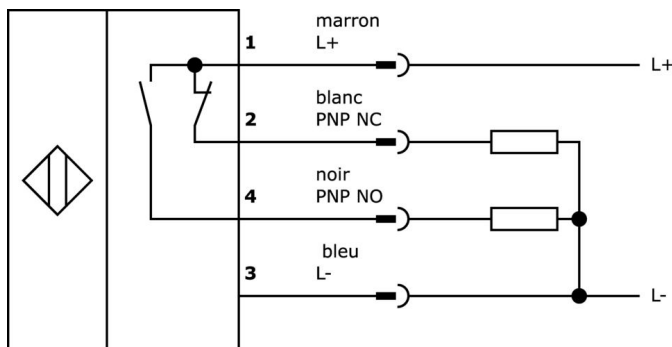 marron
1 L+
L+
blanc
2 PNP NC
noir
4 PNP NO
bleu
3 L-
L-